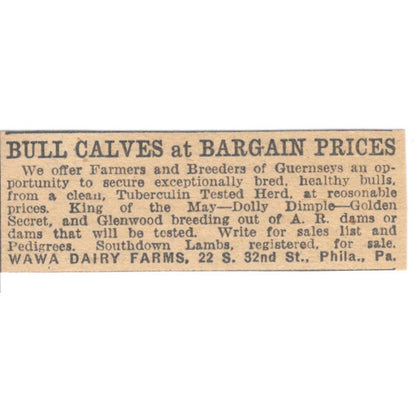 BULL CALVES at BARGAIN PRICES
We offer Farmers and Breeders of Guernseys an op-
portunity to secure exceptionally bred, healthy bulls,
from a clean, Tuberculin Tested Herd, at reosonable
prices. King of the May—Dolly Dimple—Golden
Secret, and Glenwood breeding out of A. R. dams or
dams that will be tested. Write for sales list and
Pedigrees. Southdown Lambs, registered, for sale.
WAWA DAIRY FARMS, 22 S. 32nd St., Phila., Pa.